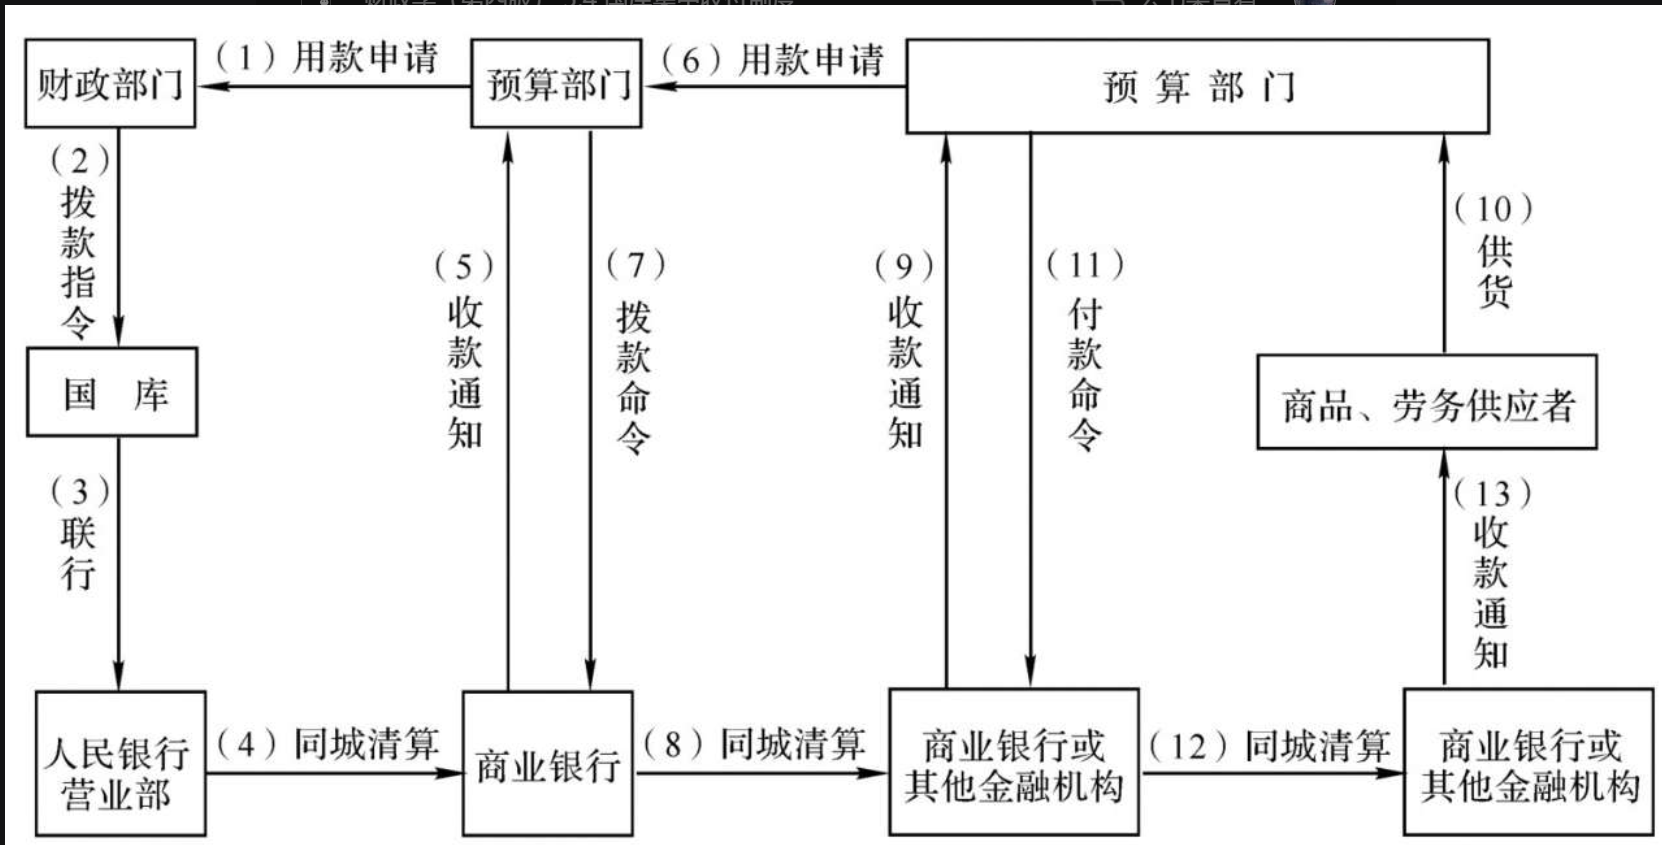 财政部门
(1)用款申请
预算部门
(6)用款申请
预算部门
(2)
拨款指令
(5)
收款通知
(7)
拨款命令
(9)
收款通知
(11)
付款命令
(10)
供货
国库
商品、劳务供应者
(3)
联行
(13)
收款通知
人民银行
营业部
(4)同城清算
商业银行
(8)同城清算
商业银行或
其他金融机构
(12)同城清算
商业银行或
其他金融机构